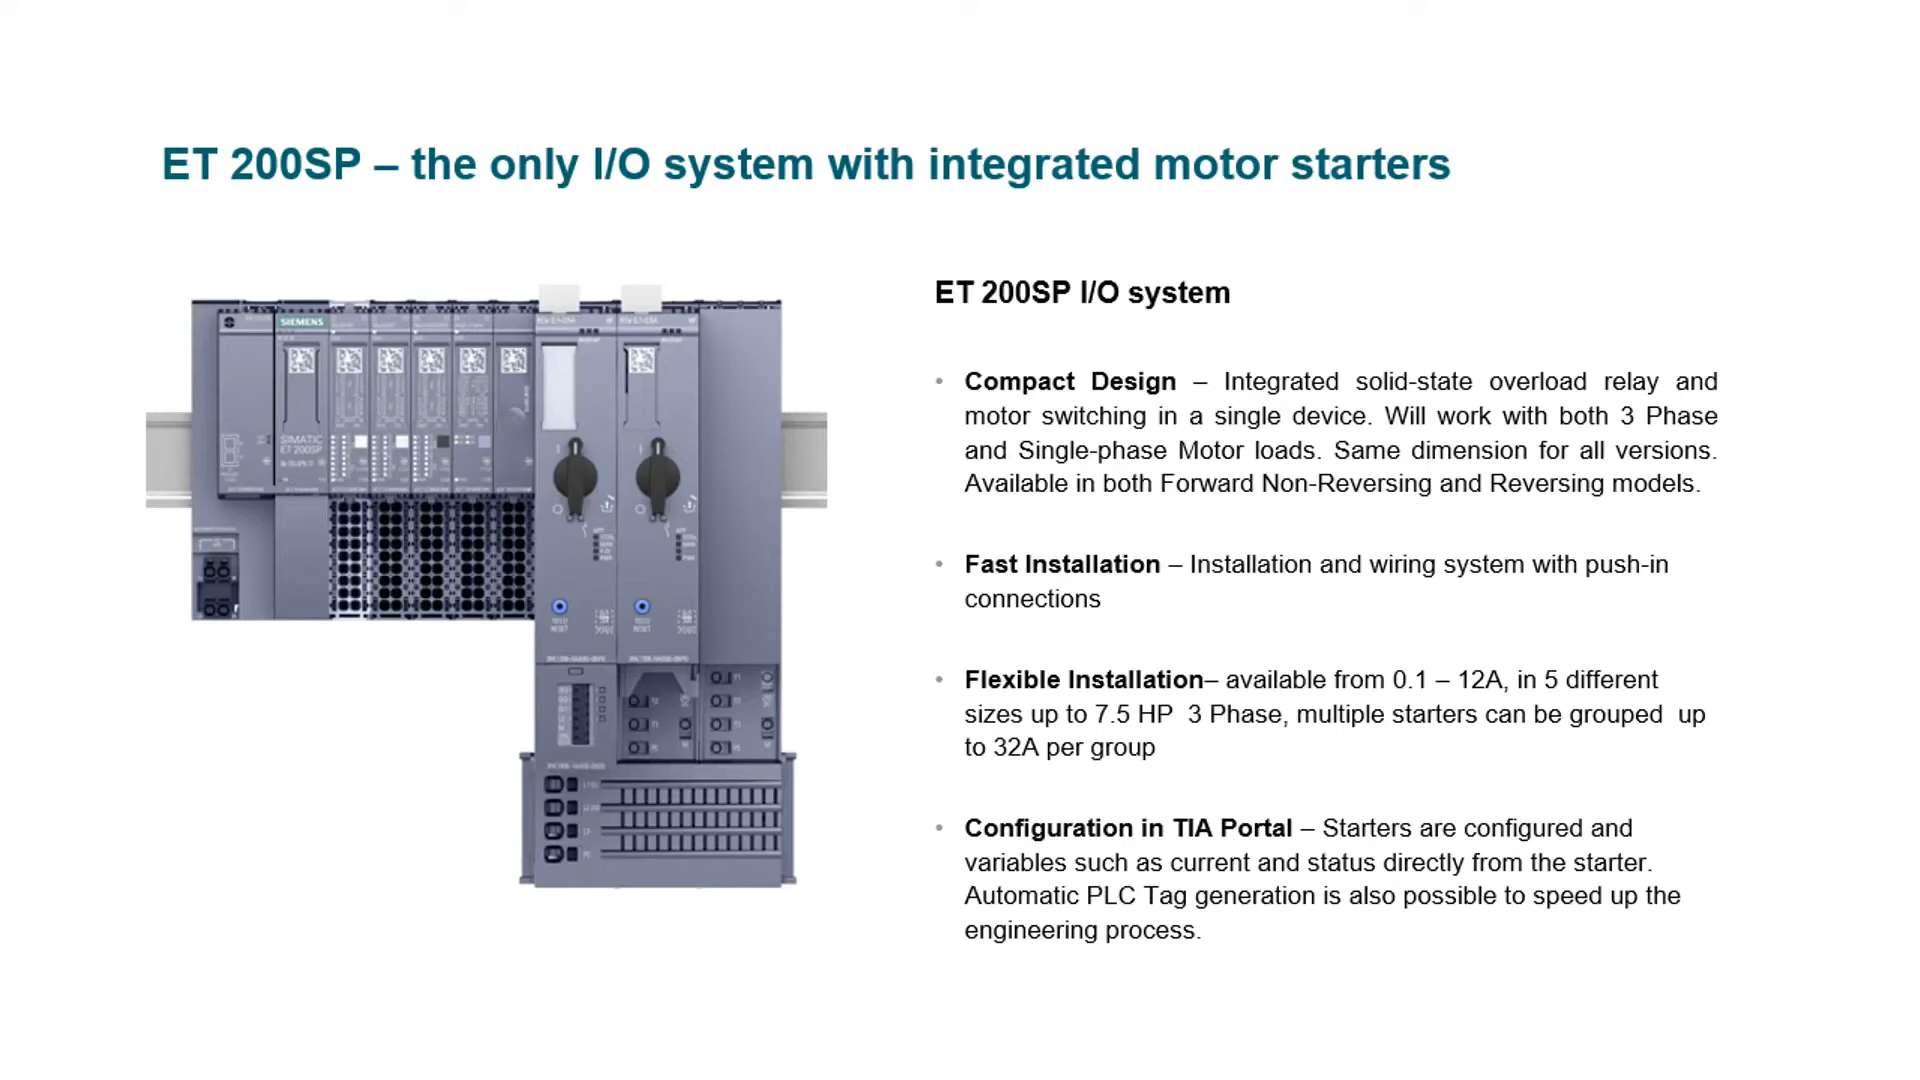 ET 200SP – the only I/O system with integrated motor starters
SIEMENS
SIMATIC
ET 200SP
TEST/
RESET
TEST/
RESET
ET 200SP I/O system
• Compact Design – Integrated solid-state overload relay and
motor switching in a single device. Will work with both 3 Phase
and Single-phase Motor loads. Same dimension for all versions.
Available in both Forward Non-Reversing and Reversing models.
• Fast Installation – Installation and wiring system with push-in
connections
• Flexible Installation– available from 0.1 – 12A, in 5 different
sizes up to 7.5 HP 3 Phase, multiple starters can be grouped up
to 32A per group
• Configuration in TIA Portal – Starters are configured and
variables such as current and status directly from the starter.
Automatic PLC Tag generation is also possible to speed up the
engineering process.